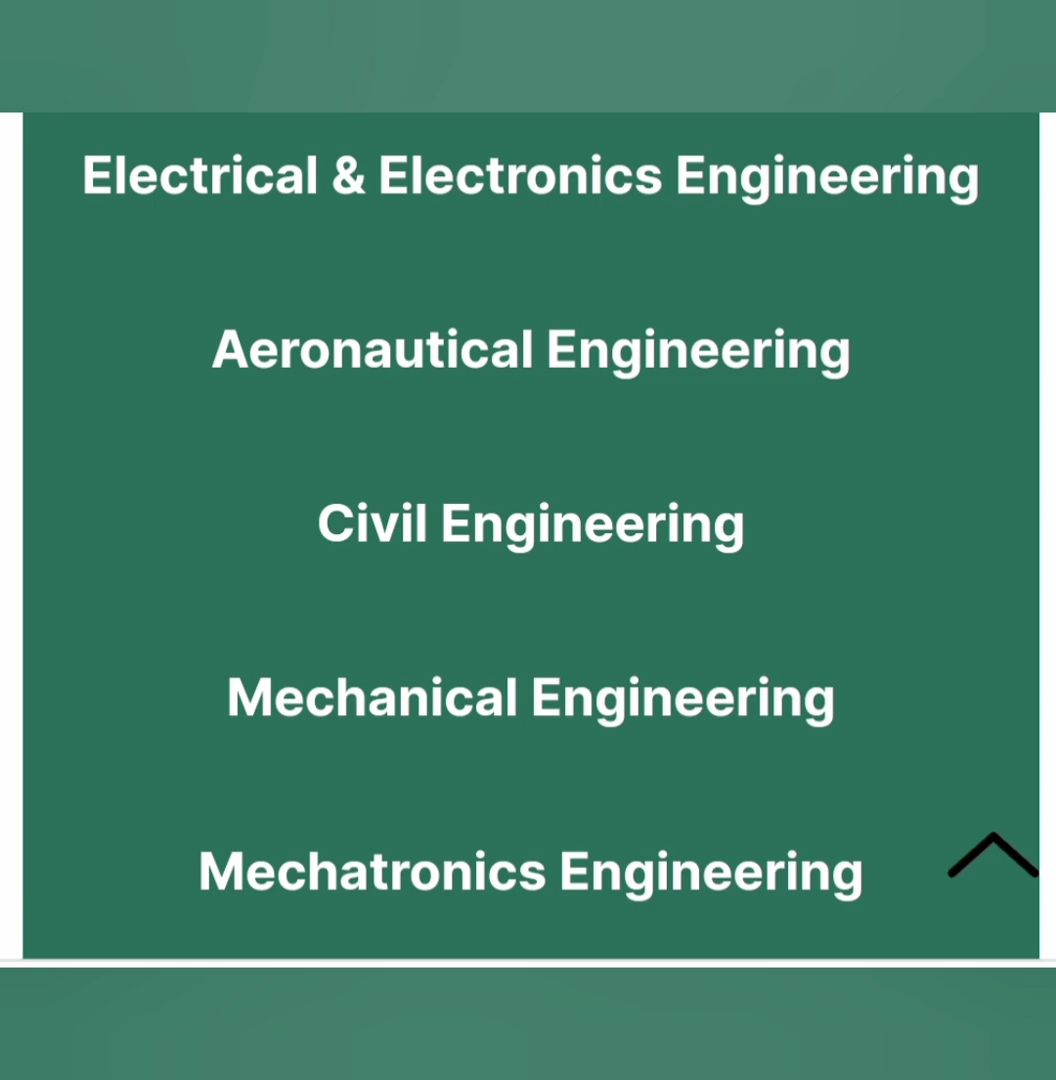 Electrical & Electronics Engineering
Aeronautical Engineering
Civil Engineering
Mechanical Engineering
Mechatronics Engineering